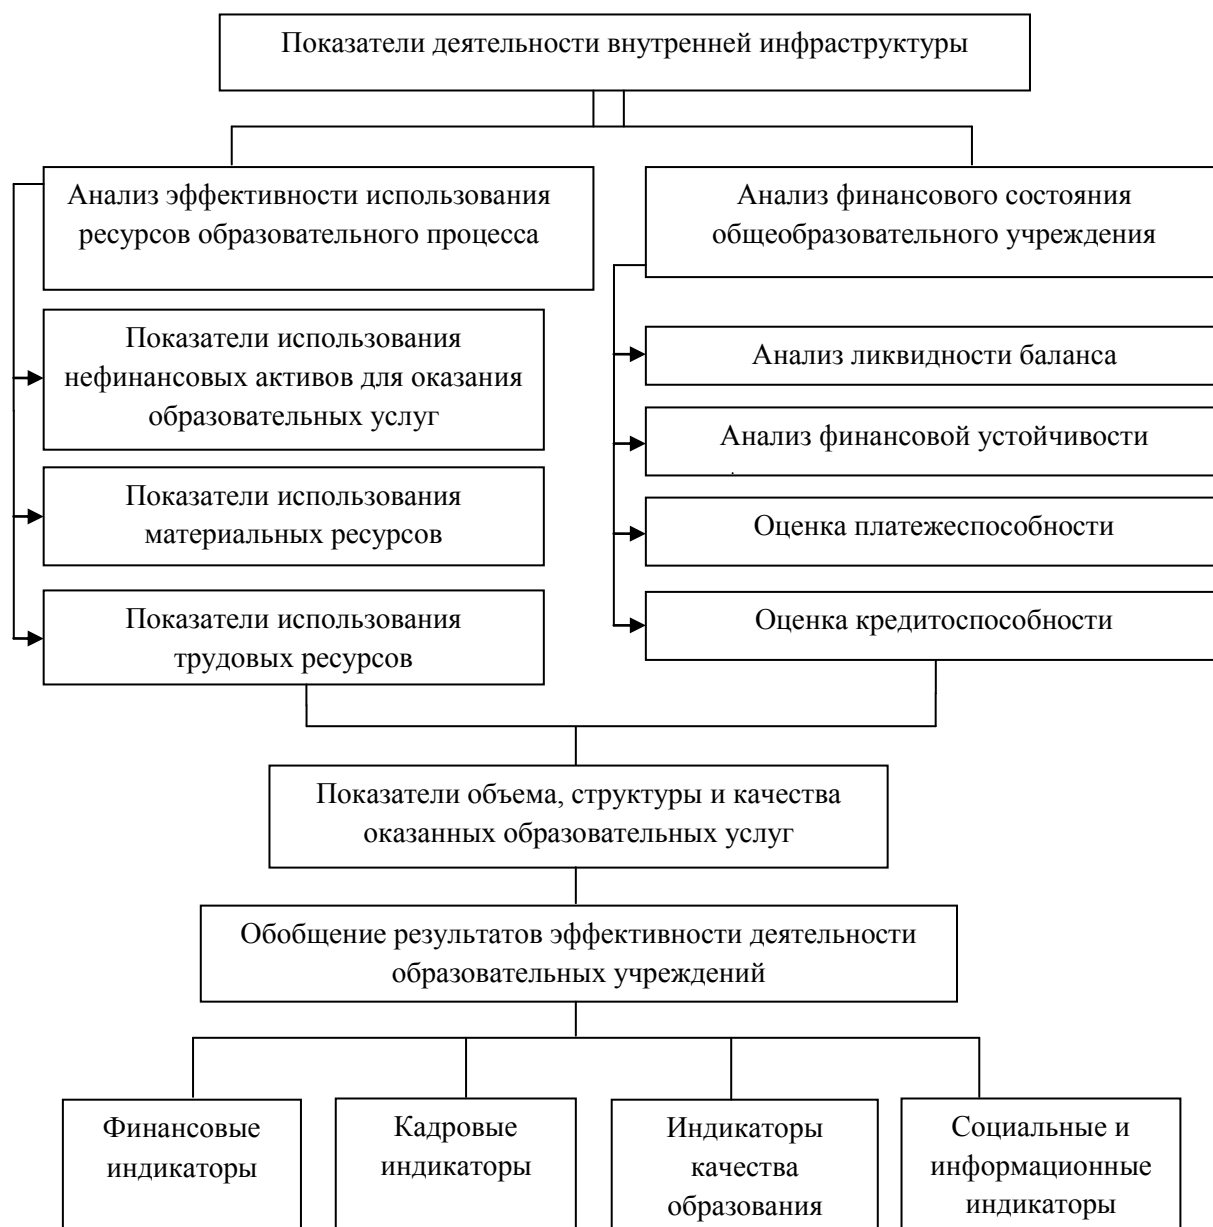 Показатели деятельности внутренней инфраструктуры
Анализ эффективности использования
ресурсов образовательного процесса
Анализ финансового состояния
общеобразовательного учреждения
Показатели использования
нефинансовых активов для оказания
образовательных услуг
Показатели использования
материальных ресурсов
Показатели использования
трудовых ресурсов
Анализ ликвидности баланса
Анализ финансовой устойчивости
Оценка платежеспособности
Оценка кредитоспособности
Показатели объема, структуры и качества
оказанных образовательных услуг
Обобщение результатов эффективности деятельности
образовательных учреждений
Финансовые
индикаторы
Кадровые
индикаторы
Индикаторы
качества
образования
Социальные и
информационные
индикаторы